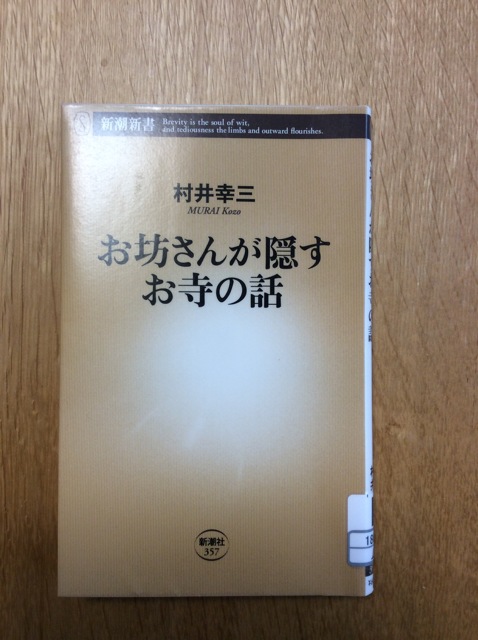 新潮新書
Brevity is the soul of wit,
and tediousness the limbs and outward flourishes.
村井幸三
MURAI Kozo
お坊さんが隠す
お寺の話
新潮社
357